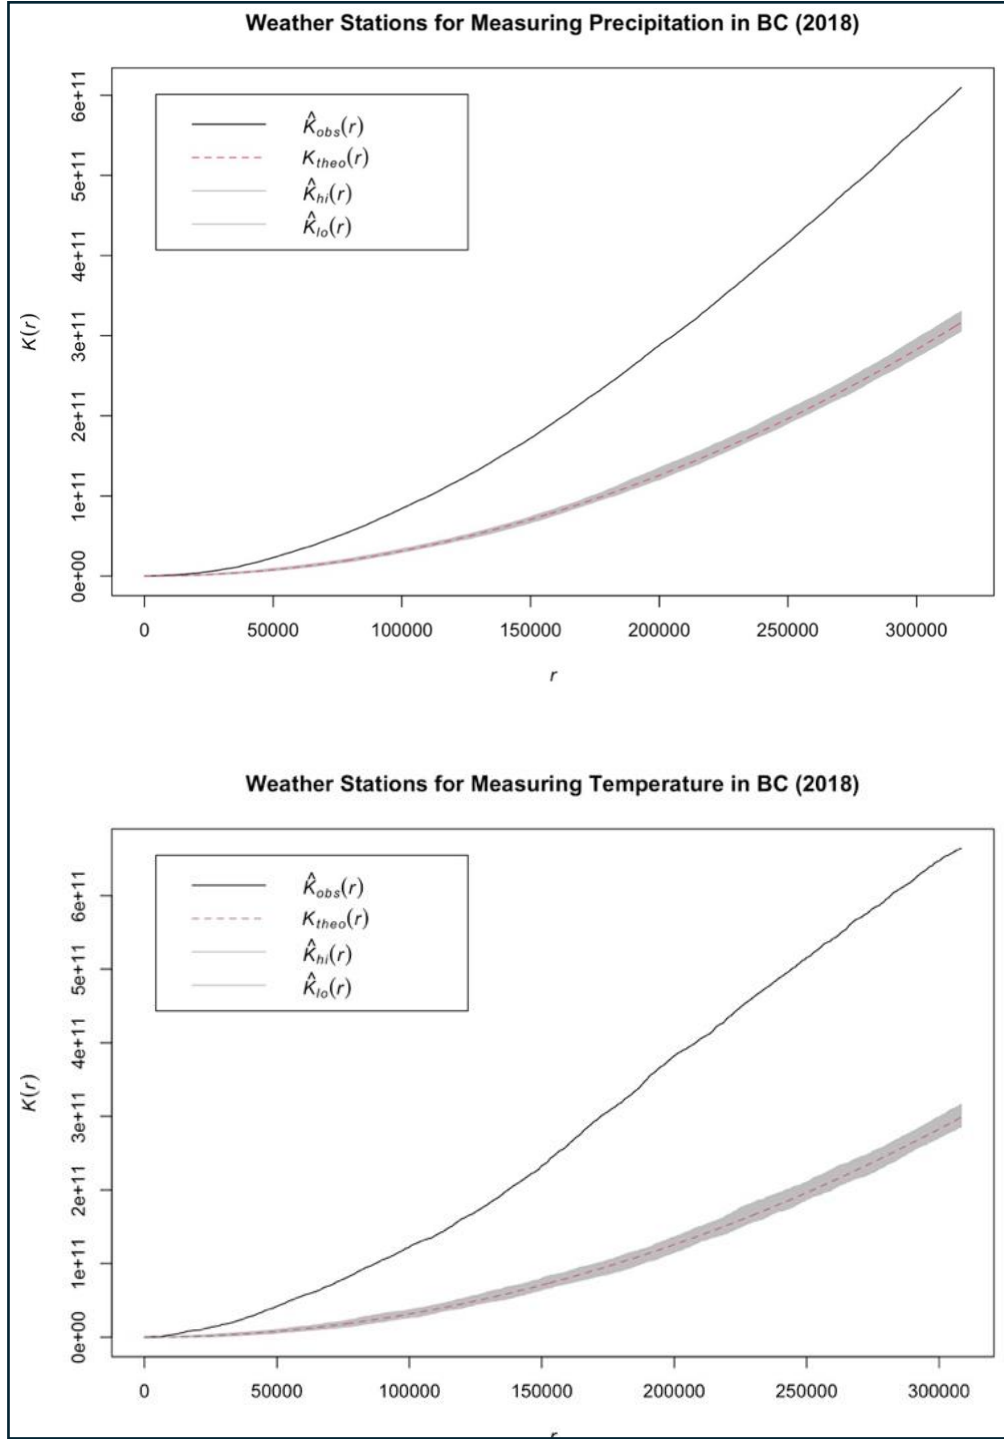 Weather Stations for Measuring Precipitation in BC (2018)
K̂obs(r)
Ktheo(r)
K̂hi(r)
K̂lo(r)
K(r)
6e+11
5e+11
4e+11
3e+11
2e+11
1e+11
0e+00
0 50000 100000 150000 200000 250000 300000
r
Weather Stations for Measuring Temperature in BC (2018)
K̂obs(r)
Ktheo(r)
K̂hi(r)
K̂lo(r)
K(r)
6e+11
5e+11
4e+11
3e+11
2e+11
1e+11
0e+00
0 50000 100000 150000 200000 250000 300000
r